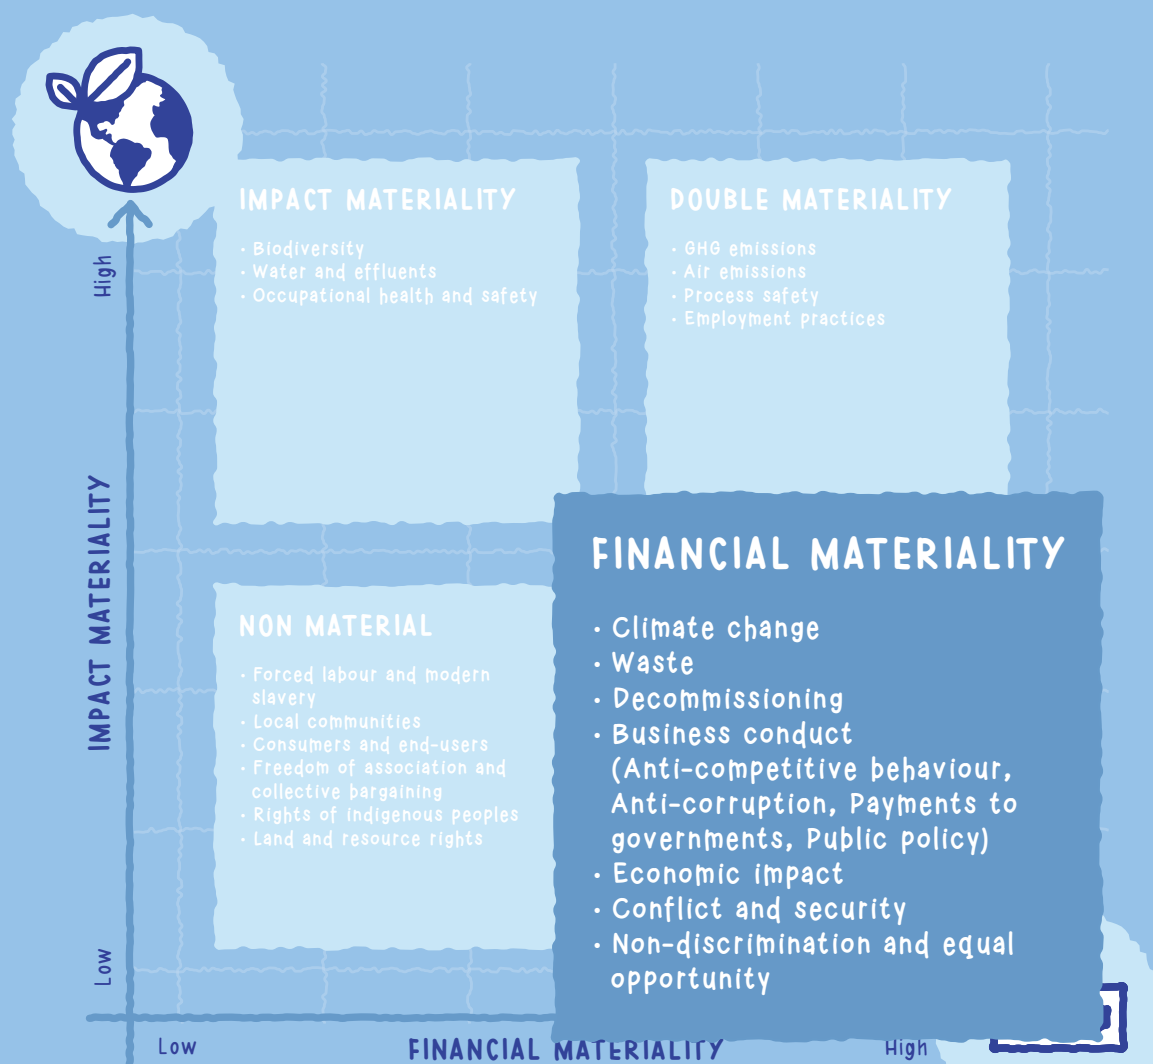 High
IMPACT MATERIALITY
Low
IMPACT MATERIALITY
• Biodiversity
• Water and effluents
• Occupational health and safety
DOUBLE MATERIALITY
• GHG emissions
• Air emissions
• Process safety
• Employment practices
NON MATERIAL
• Forced labour and modern
slavery
• Local communities
• Consumers and end-users
• Freedom of association and
collective bargaining
• Rights of indigenous peoples
• Land and resource rights
FINANCIAL MATERIALITY
• Climate change
• Waste
• Decommissioning
• Business conduct
(Anti-competitive behaviour,
Anti-corruption, Payments to
governments, Public policy)
• Economic impact
• Conflict and security
• Non-discrimination and equal
opportunity
Low
FINANCIAL MATERIALITY
High